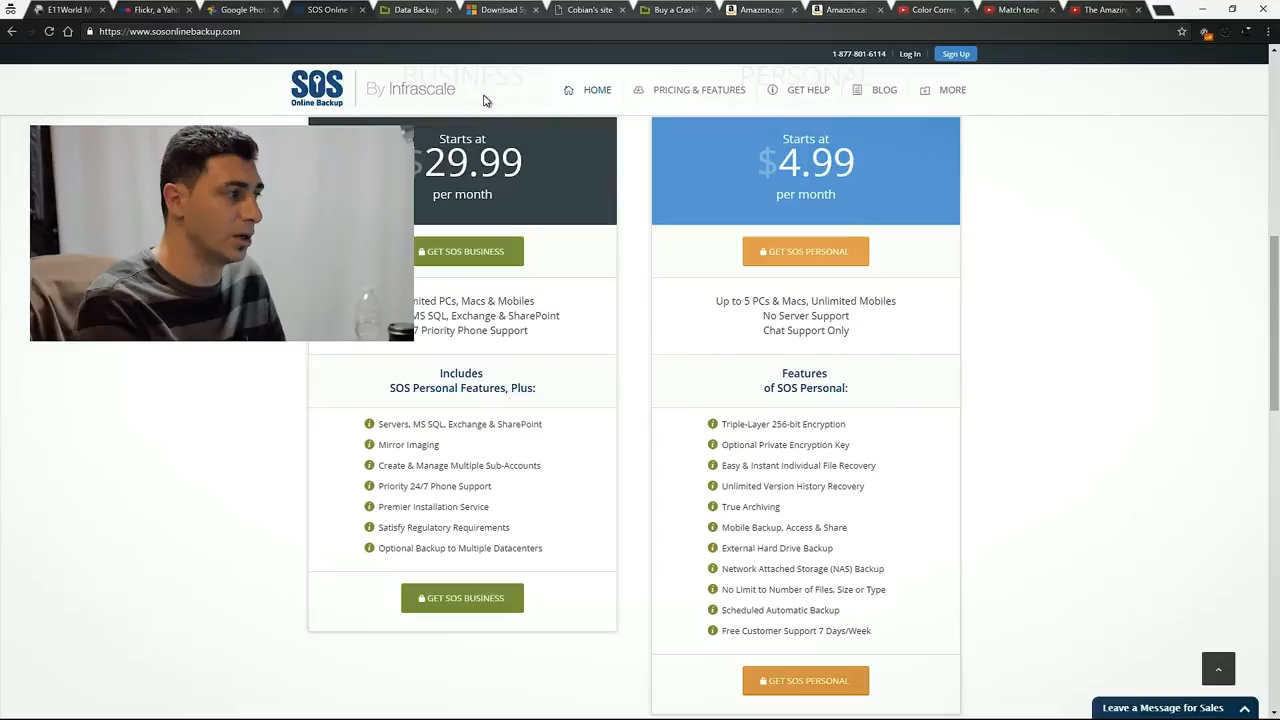 E11World M
Flickr, a Yaho
Google Phot
SOS Online B
Data Backup
Download Sy
Cobian's site
Buy a Crash
Amazon.co
Amazon.ca
Color Correc
Match tone
The Amazing
https://www.sosonlinebackup.com
1-877-801-6114
Log In
Sign Up
SOS
Online Backup
By Infrascale
HOME
PRICING & FEATURES
GET HELP
BLOG
MORE
BUSINESS
PERSONAL
Starts at
$29.99
per month
GET SOS BUSINESS
mited PCs, Macs & Mobiles
MS SQL, Exchange & SharePoint
7 Priority Phone Support
Includes
SOS Personal Features, Plus:
Servers, MS SQL, Exchange & SharePoint
Mirror Imaging
Create & Manage Multiple Sub-Accounts
Priority 24/7 Phone Support
Premier Installation Service
Satisfy Regulatory Requirements
Optional Backup to Multiple Datacenters
GET SOS BUSINESS
Starts at
$4.99
per month
GET SOS PERSONAL
Up to 5 PCs & Macs, Unlimited Mobiles
No Server Support
Chat Support Only
Features
of SOS Personal:
Triple-Layer 256-bit Encryption
Optional Private Encryption Key
Easy & Instant Individual File Recovery
Unlimited Version History Recovery
True Archiving
Mobile Backup, Access & Share
External Hard Drive Backup
Network Attached Storage (NAS) Backup
No Limit to Number of Files, Size or Type
Scheduled Automatic Backup
Free Customer Support 7 Days/Week
GET SOS PERSONAL
Leave a Message for Sales